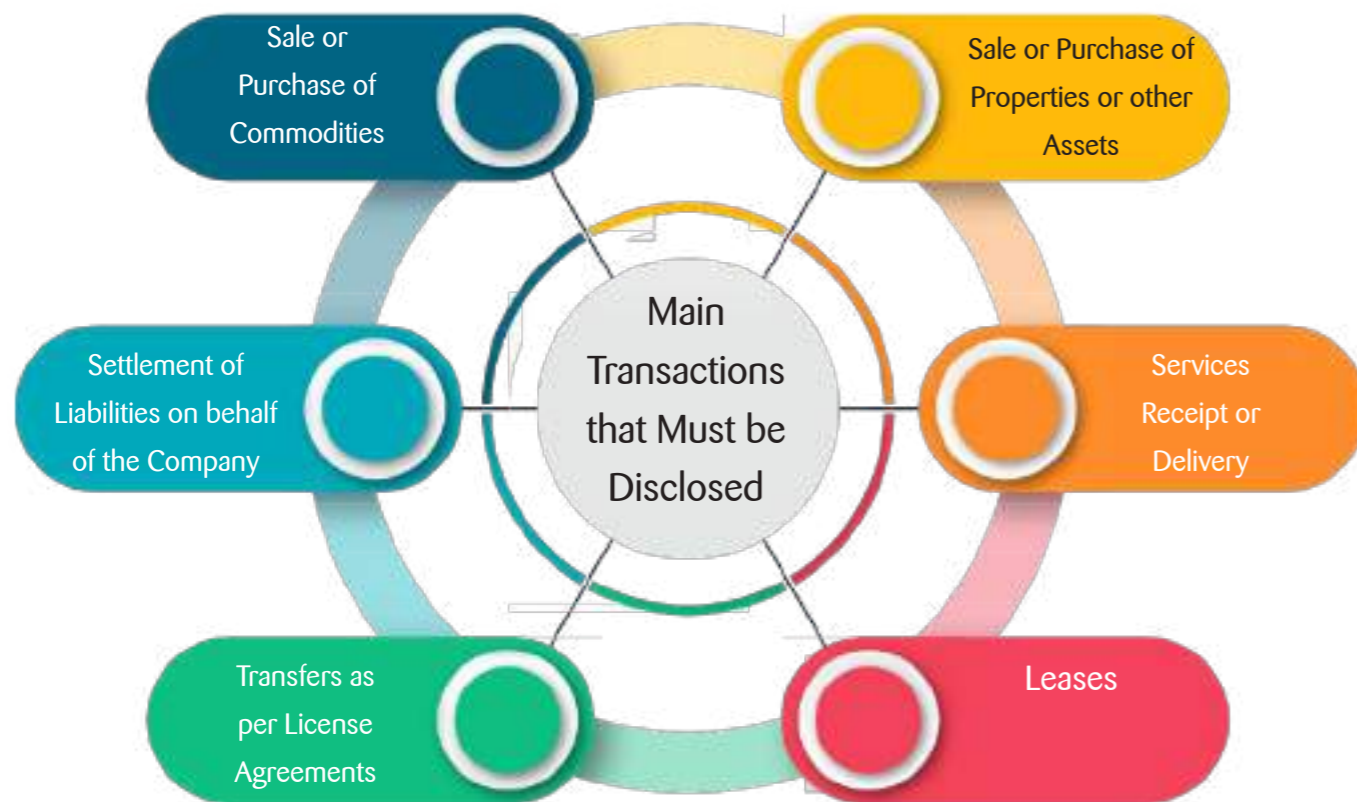 Sale or
Purchase of
Commodities
Sale or Purchase of
Properties or other
Assets
Settlement of
Liabilities on behalf
of the Company
Main
Transactions
that Must be
Disclosed
Services
Receipt or
Delivery
Transfers as
per License
Agreements
Leases